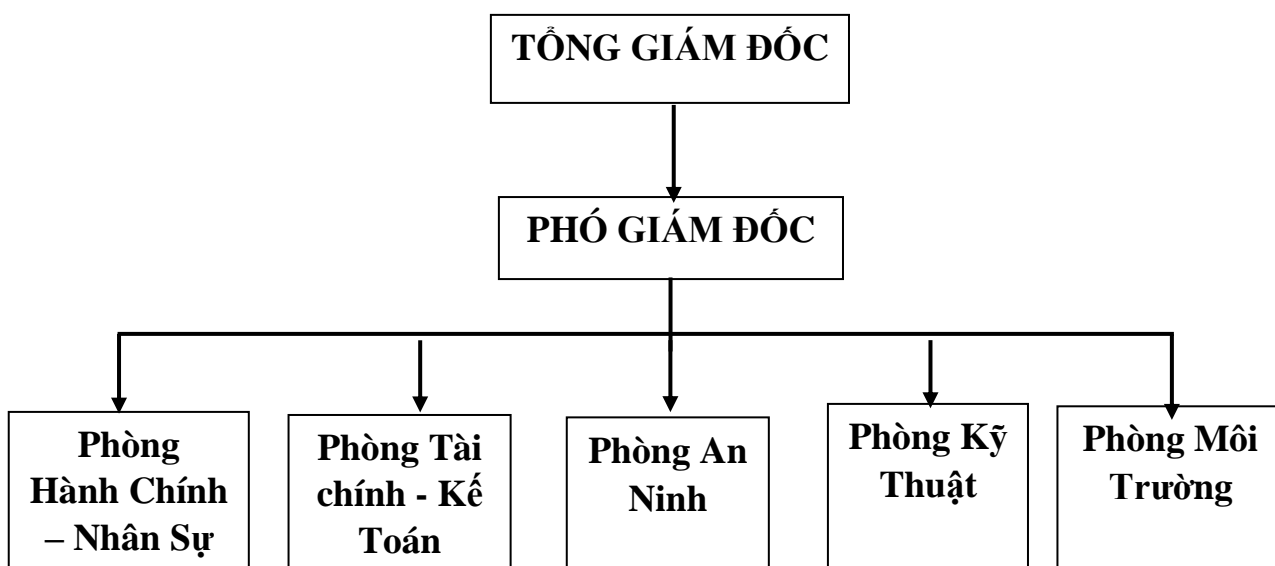 TỔNG GIÁM ĐỐC
PHÓ GIÁM ĐỐC
Phòng
Hành Chính
– Nhân Sự
Phòng Tài
chính - Kế
Toán
Phòng An
Ninh
Phòng Kỹ
Thuật
Phòng Môi
Trường